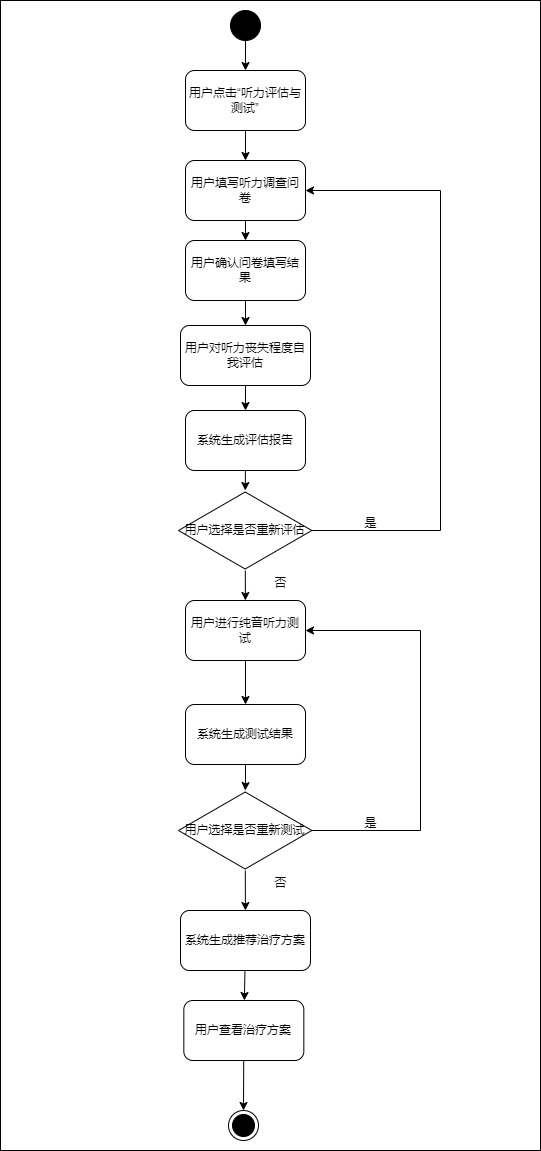 用户点击“听力评估与
测试”
用户填写听力调查问
卷
用户确认问卷填写结
果
用户对听力丧失程度自
我评估
系统生成评估报告
用户选择是否重新评估
是
否
用户进行纯音听力测
试
系统生成测试结果
用户选择是否重新测试
是
否
系统生成推荐治疗方案
用户查看治疗方案